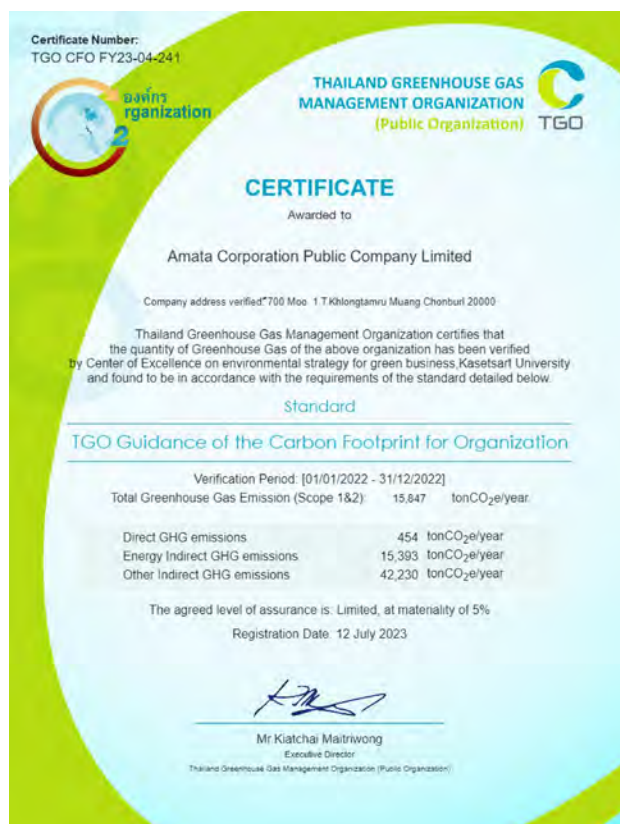 Certificate Number:
TGO CFO FY23-04-241
องค์กร
rganization
2
THAILAND GREENHOUSE GAS
MANAGEMENT ORGANIZATION
(Public Organization)
TGO
CERTIFICATE
Awarded to
Amata Corporation Public Company Limited
Company address verified:"700 Moo 1 T.Khlongtamru Muang Chonburi 20000
Thailand Greenhouse Gas Management Organization certifies that
the quantity of Greenhouse Gas of the above organization has been verified
by Center of Excellence on environmental strategy for green business,Kasetsart University
and found to be in accordance with the requirements of the standard detailed below.
Standard
TGO Guidance of the Carbon Footprint for Organization
Verification Period: [01/01/2022 - 31/12/2022]
Total Greenhouse Gas Emission (Scope 1&2): 15,847 tonCO₂e/year.
Direct GHG emissions 454 tonCO₂e/year
Energy Indirect GHG emissions 15,393 tonCO₂e/year
Other Indirect GHG emissions 42,230 tonCO₂e/year
The agreed level of assurance is: Limited, at materiality of 5%
Registration Date: 12 July 2023
Mr.Kiatchai Maitriwong
Executive Director
Thailand Greenhouse Gas Management Organization (Public Organization)